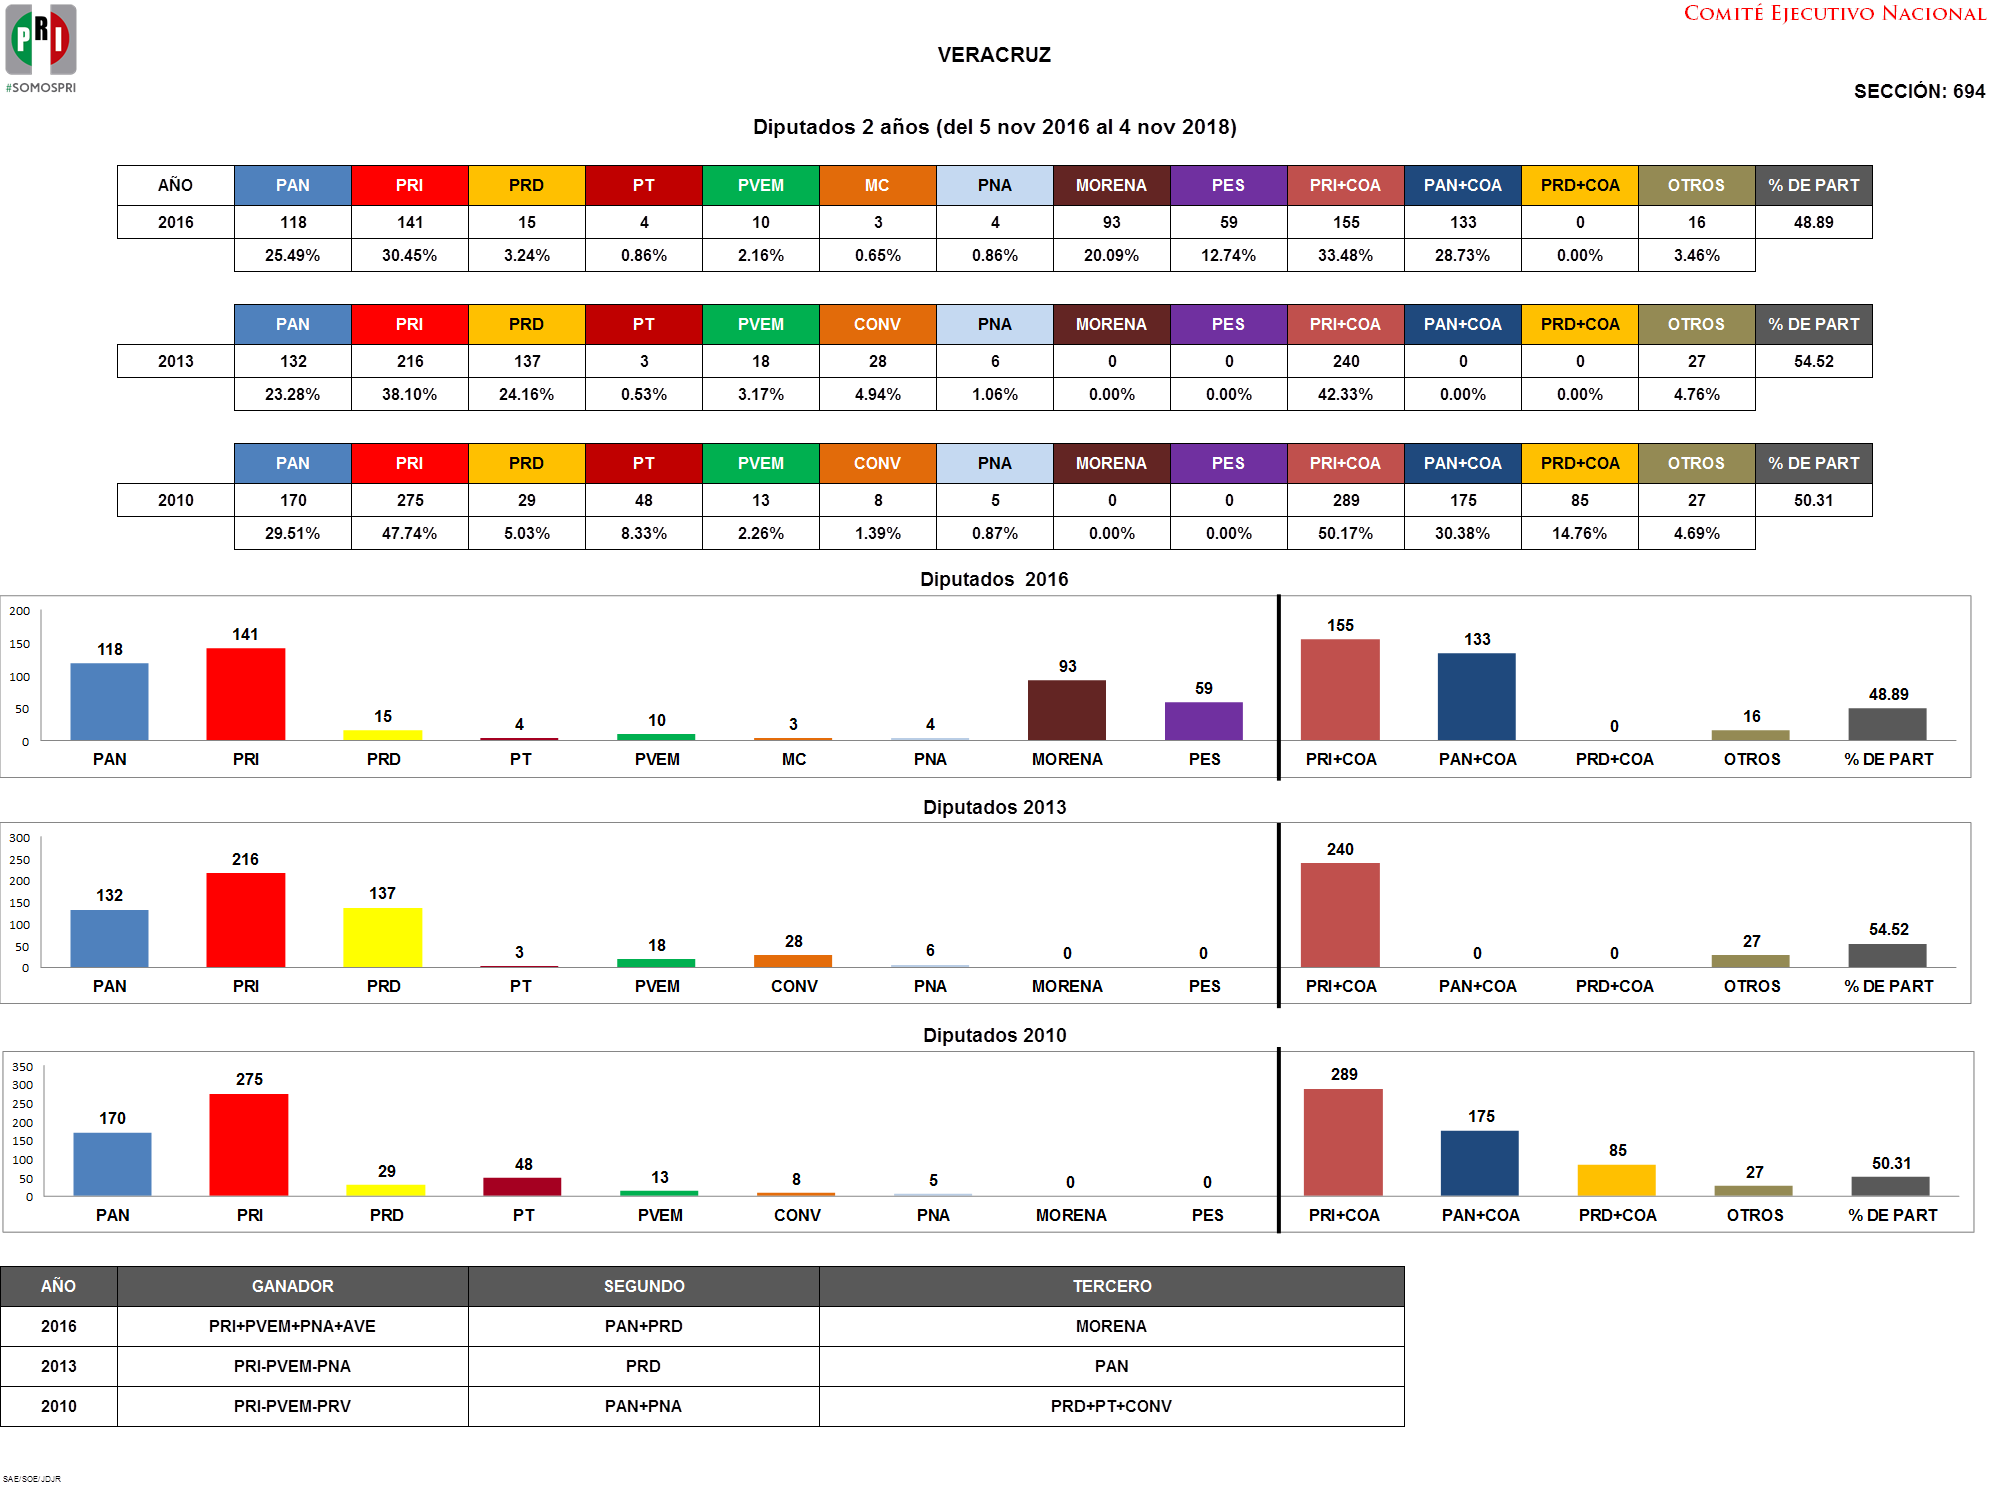 COMITÉ EJECUTIVO NACIONAL
PRI
#SOMOSPRI
VERACRUZ
SECCIÓN: 694
Diputados 2 años (del 5 nov 2016 al 4 nov 2018)
AÑO PAN PRI PRD PT PVEM MC PNA MORENA PES PRI+COA PAN+COA PRD+COA OTROS % DE PART
2016 118 141 15 4 10 3 4 93 59 155 133 0 16 48.89
25.49% 30.45% 3.24% 0.86% 2.16% 0.65% 0.86% 20.09% 12.74% 33.48% 28.73% 0.00% 3.46%
PAN PRI PRD PT PVEM CONV PNA MORENA PES PRI+COA PAN+COA PRD+COA OTROS % DE PART
2013 132 216 137 3 18 28 6 0 0 240 0 0 27 54.52
23.28% 38.10% 24.16% 0.53% 3.17% 4.94% 1.06% 0.00% 0.00% 42.33% 0.00% 0.00% 4.76%
PAN PRI PRD PT PVEM CONV PNA MORENA PES PRI+COA PAN+COA PRD+COA OTROS % DE PART
2010 170 275 29 48 13 8 5 0 0 289 175 85 27 50.31
29.51% 47.74% 5.03% 8.33% 2.26% 1.39% 0.87% 0.00% 0.00% 50.17% 30.38% 14.76% 4.69%
Diputados 2016
200
150
100
50
0
118 141 15 4 10 3 4 93 59 155 133 0 16 48.89
PAN PRI PRD PT PVEM MC PNA MORENA PES PRI+COA PAN+COA PRD+COA OTROS % DE PART
Diputados 2013
300
250
200
150
100
50
0
132 216 137 3 18 28 6 0 0 240 0 0 27 54.52
PAN PRI PRD PT PVEM CONV PNA MORENA PES PRI+COA PAN+COA PRD+COA OTROS % DE PART
Diputados 2010
350
300
250
200
150
100
50
0
170 275 29 48 13 8 5 0 0 289 175 85 27 50.31
PAN PRI PRD PT PVEM CONV PNA MORENA PES PRI+COA PAN+COA PRD+COA OTROS % DE PART
AÑO GANADOR SEGUNDO TERCERO
2016 PRI+PVEM+PNA+AVE PAN+PRD MORENA
2013 PRI-PVEM-PNA PRD PAN
2010 PRI-PVEM-PRV PAN+PNA PRD+PT+CONV
SAE/SOE/JDJR